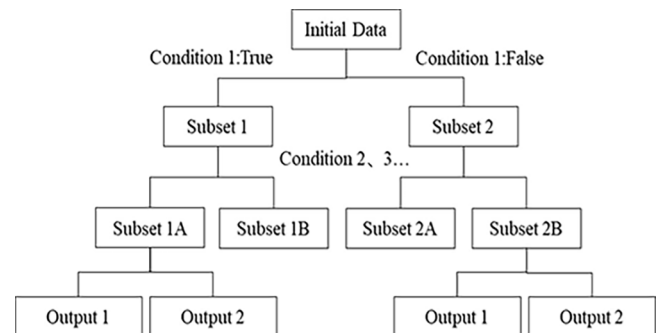 Initial Data
Condition 1:True
Condition 1:False
Subset 1
Subset 2
Condition 2、3…
Subset 1A
Subset 1B
Subset 2A
Subset 2B
Output 1
Output 2
Output 1
Output 2